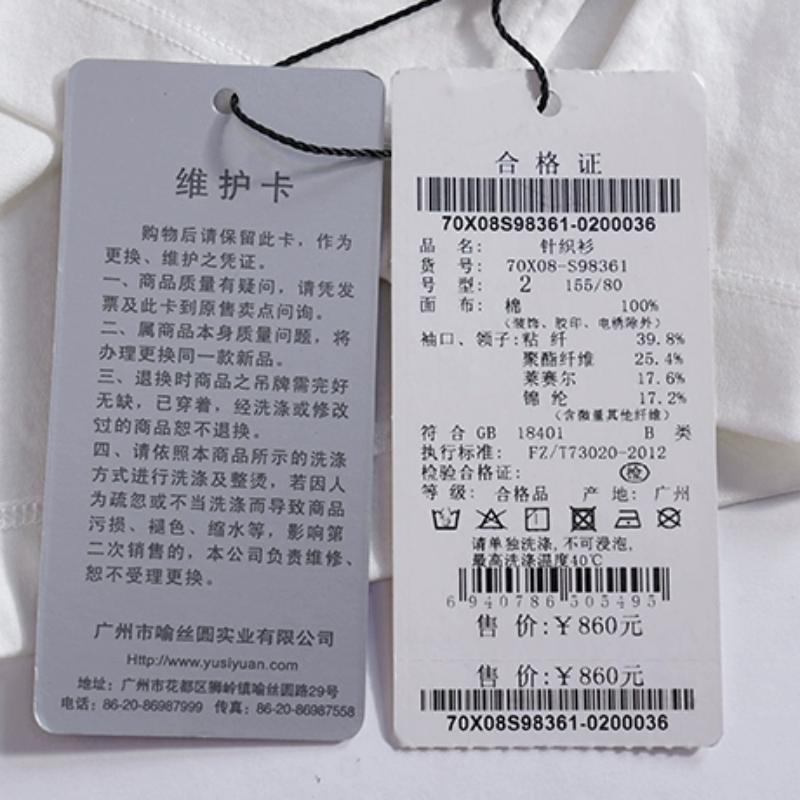 维护卡
购物后请保留此卡，作为
更换、维护之凭证。
一、商品质量有疑问，请凭发
票及此卡到原售卖点问询。
二、属商品本身质量问题，将
办理更换同一款新品。
三、退换时商品之吊牌需完好
无缺，已穿着，经洗涤或修改
过的商品恕不退换。
四、请依照本商品所示的洗涤
方式进行洗涤及整烫，若因人
为疏忽或不当洗涤而导致商品
污损、褪色、缩水等，影响第
二次销售的，本公司负责维修、
恕不受理更换。
广州市喻丝圆实业有限公司
Http://www.yusiyuan.com
地址：广州市花都区狮岭镇喻丝圆路29号
电话：86-20-86987999 传真：86-20-86987558
合格证
70X08S98361-0200036
品 名： 针织衫
货 号： 70X08-S98361
号 型： 2 155/80
面 布：棉 100%
（装饰、胶印、电绣除外）
袖口、领子：粘 纤 39.8%
聚酯纤维 25.4%
莱赛尔 17.6%
锦 纶 17.2%
（含微量其他纤维）
符合GB 18401 B 类
执行标准： FZ/T73020-2012
检验合格证： 检
等 级： 合格品 产 地： 广州
请单独洗涤，不可浸泡，
最高洗涤温度40℃
6 940786 505495
售 价：¥860元
售 价：¥860元
70X08S98361-0200036